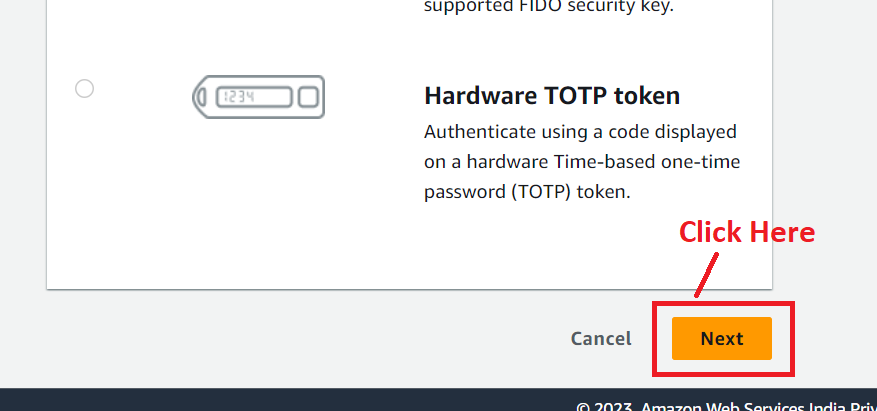 supported FIDO security key.
1234
Hardware TOTP token
Authenticate using a code displayed
on a hardware Time-based one-time
password (TOTP) token.
Click Here
Cancel
Next
© 2023, Amazon Web Services India Priv